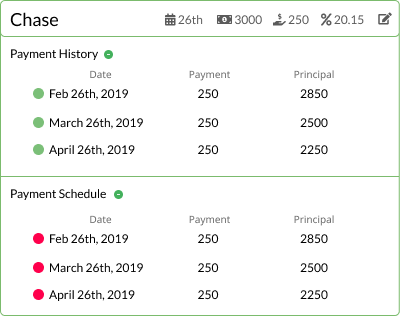 Chase 26th 3000 250 20.15
Payment History
Date Payment Principal
Feb 26th, 2019 250 2850
March 26th, 2019 250 2500
April 26th, 2019 250 2250
Payment Schedule
Date Payment Principal
Feb 26th, 2019 250 2850
March 26th, 2019 250 2500
April 26th, 2019 250 2250